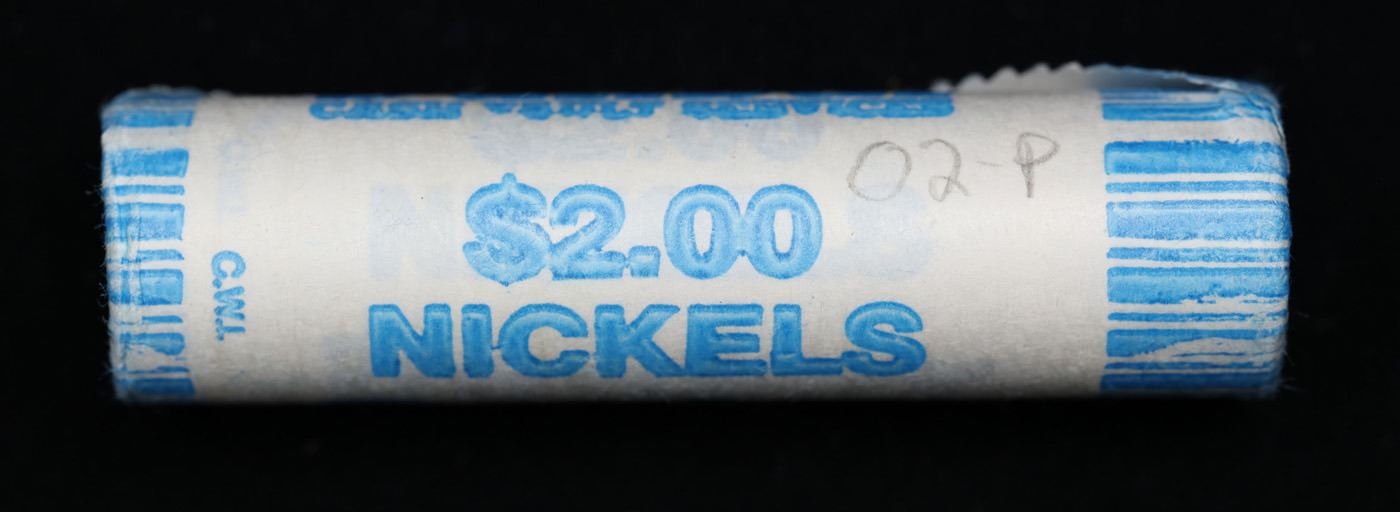 02-P
$2.00
NICKELS
C.W.I.